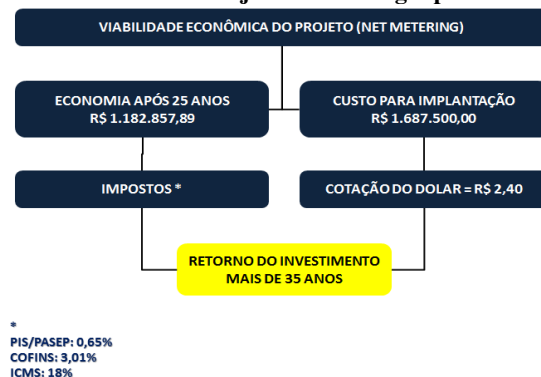 VIABILIDADE ECONÔMICA DO PROJETO (NET METERING)
ECONOMIA APÓS 25 ANOS
R$ 1.182.857,89
CUSTO PARA IMPLANTAÇÃO
R$ 1.687.500,00
IMPOSTOS *
COTAÇÃO DO DOLAR = R$ 2,40
RETORNO DO INVESTIMENTO
MAIS DE 35 ANOS
*
PIS/PASEP: 0,65%
COFINS: 3,01%
ICMS: 18%